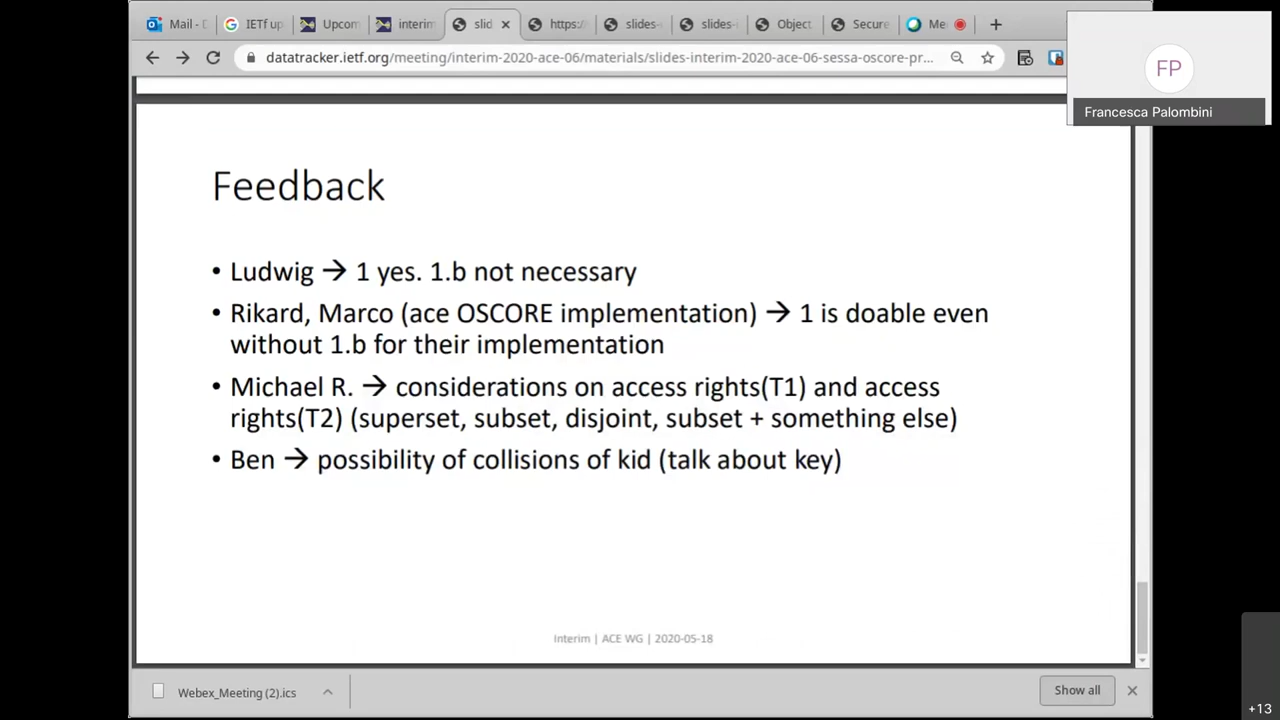 Mail -
IETf up
Upcom
interim
slid
https:/
slides-
slides-
Object
Secure
Me
datatracker.ietf.org/meeting/interim-2020-ace-06/materials/slides-interim-2020-ace-06-sessa-oscore-pr...
FP
Francesca Palombini
Feedback
• Ludwig → 1 yes. 1.b not necessary
• Rikard, Marco (ace OSCORE implementation) → 1 is doable even
without 1.b for their implementation
• Michael R. → considerations on access rights(T1) and access
rights(T2) (superset, subset, disjoint, subset + something else)
• Ben → possibility of collisions of kid (talk about key)
Interim | ACE WG | 2020-05-18
Webex_Meeting (2).ics
Show all
+13